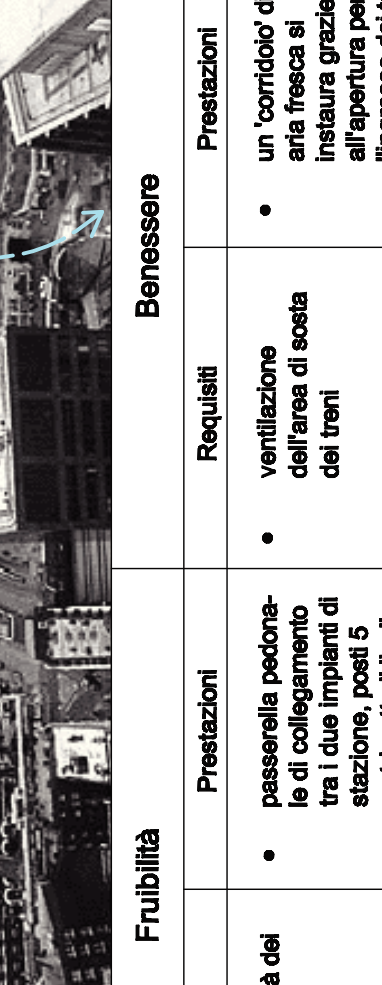 Fruibilità
Benessere
Prestazioni
Requisiti
Prestazioni
à dei
• passerella pedona-
le di collegamento
tra i due impianti di
stazione, posti 5
• ventilazione
dell'area di sosta
dei treni
• un 'corridoio' d
aria fresca si
instaura grazie
all'apertura per